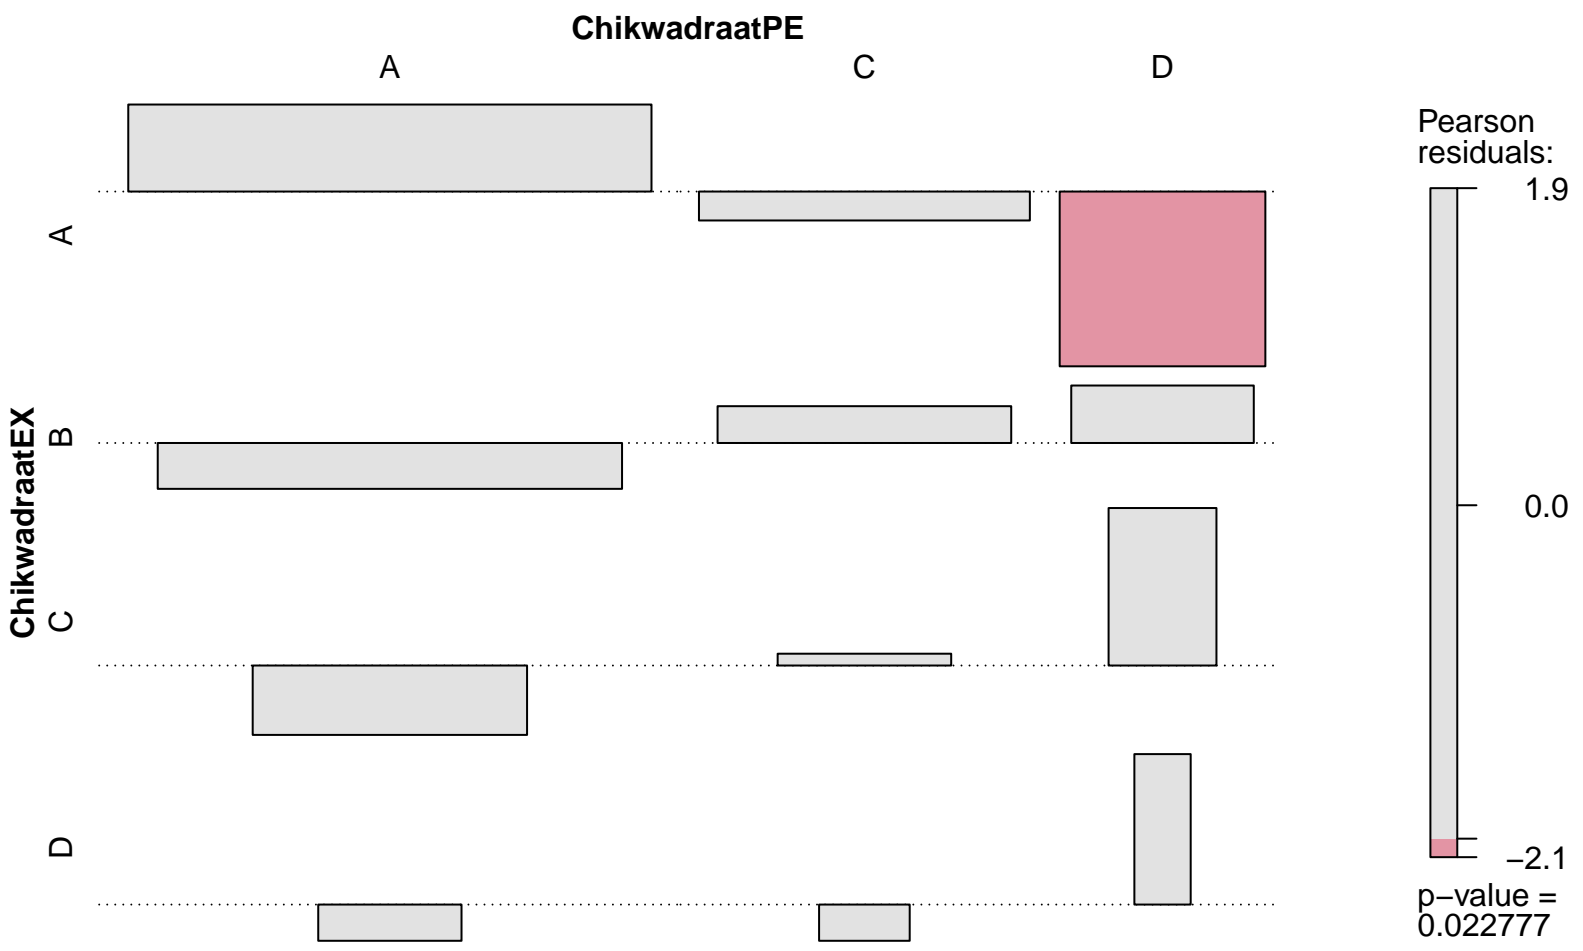 ChikwadraatPE
A C D
Pearson
residuals:
1.9
0.0
−2.1
p−value =
0.022777
ChikwadraatEX
A
B
C
D